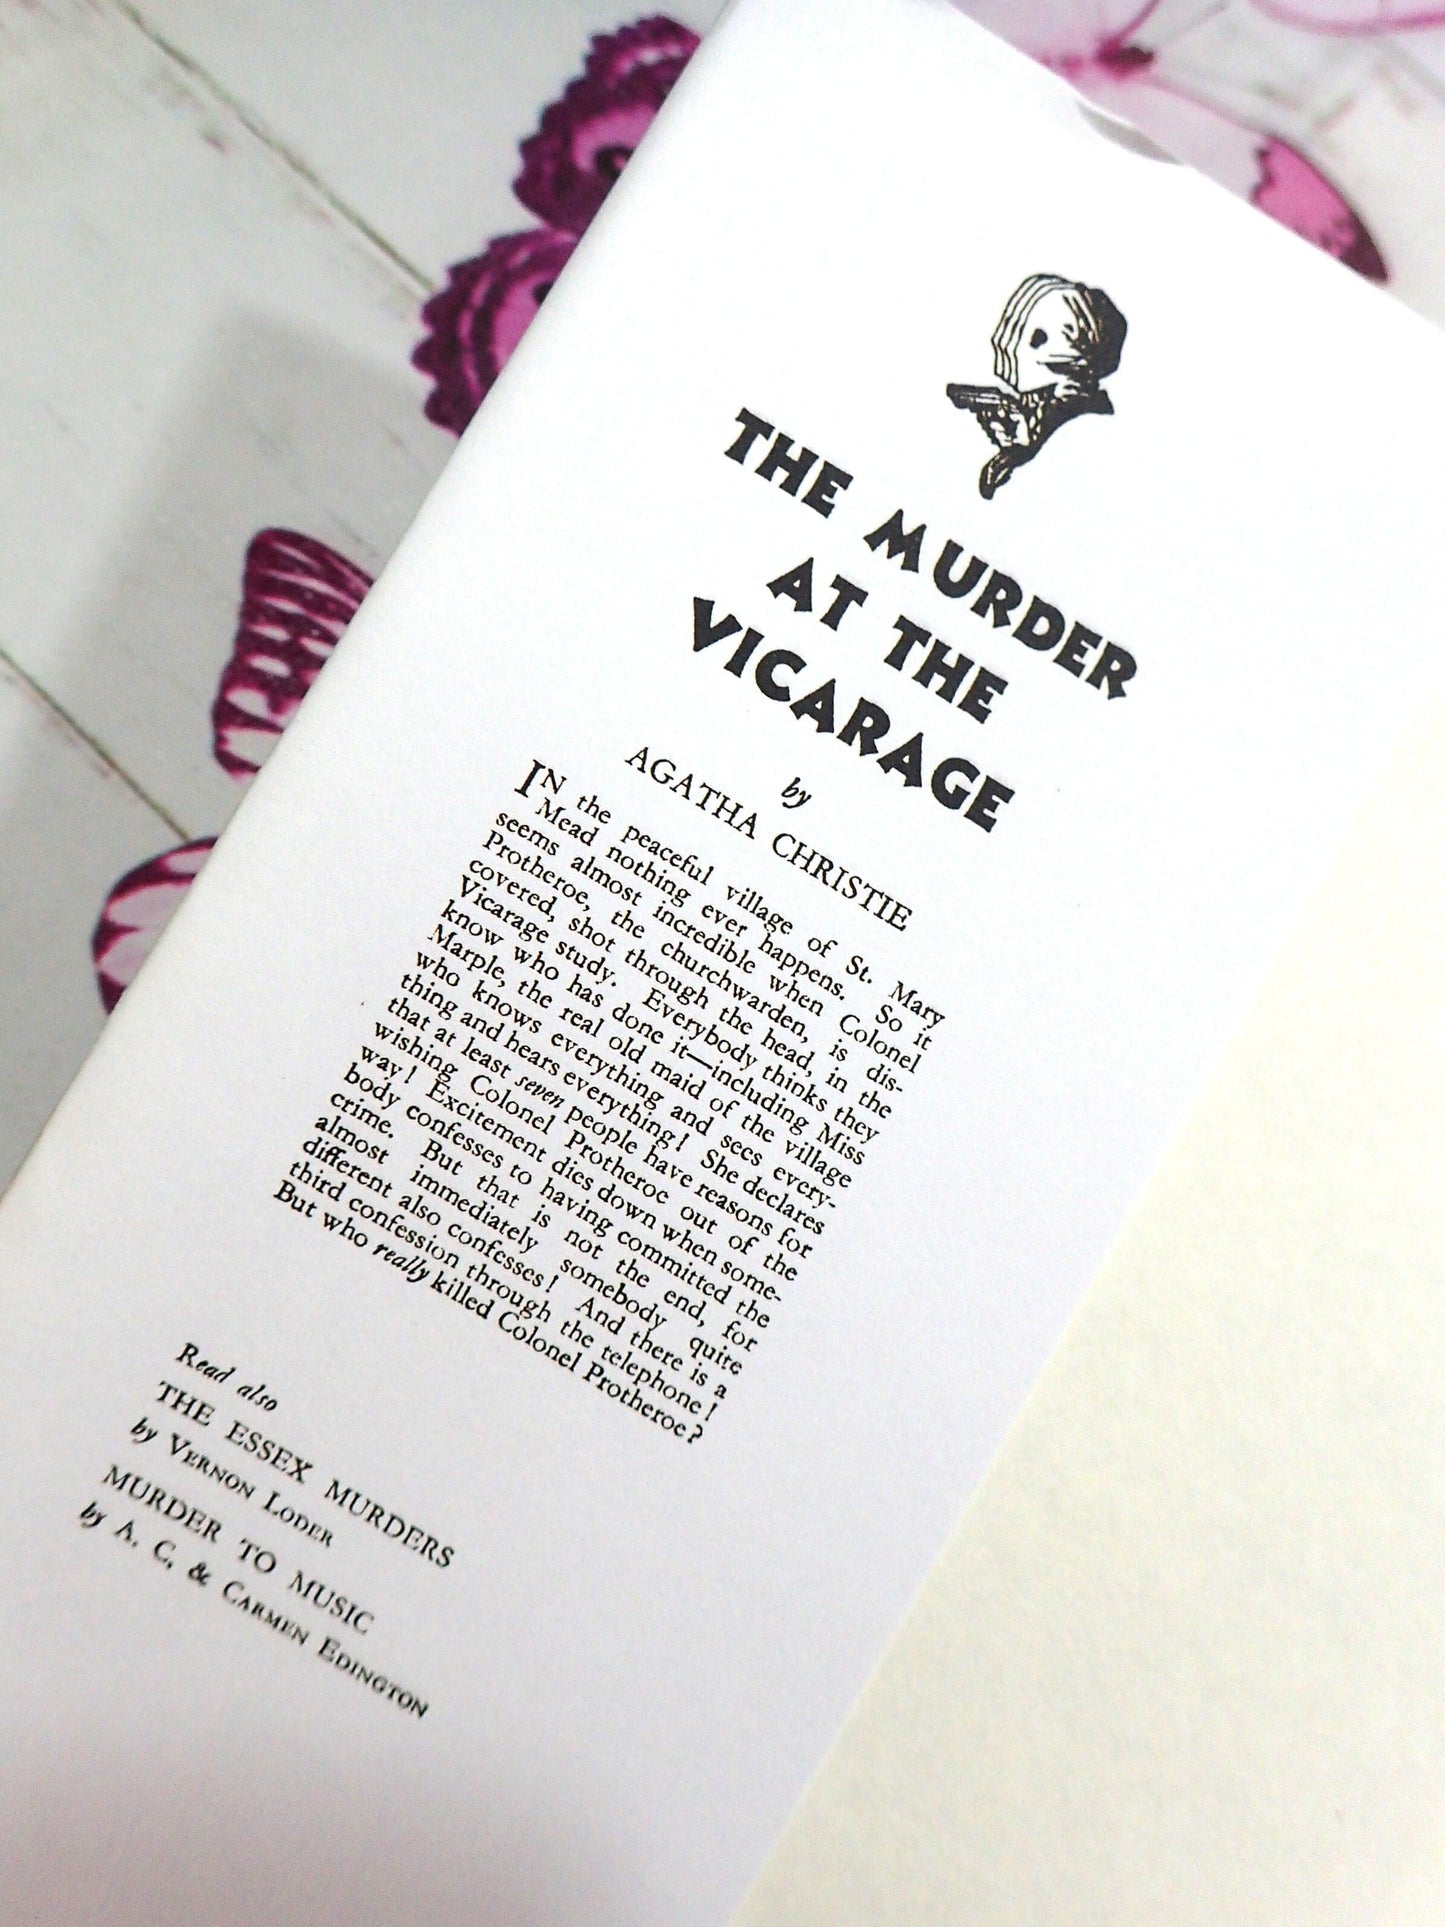 THE MURDER
AT THE
VICARAGE
by
AGATHA CHRISTIE
IN the peaceful village of St. Mary
Mead nothing ever happens. So it
seems almost incredible when Colonel
Protheroe, the churchwarden, is dis-
covered, shot through the head, in the
Vicarage study. Everybody thinks they
know who has done it—including Miss
Marple, the real old maid of the village
who knows everything and sees every-
thing and hears everything! She declares
that at least seven people have reasons for
wishing Colonel Protheroe out of the
way! Excitement dies down when some-
body confesses to having committed the
crime. But that is not the end, for
almost immediately somebody quite
different also confesses! And there is a
third confession through the telephone!
But who really killed Colonel Protheroe?
Read also
THE ESSEX MURDERS
by VERNON LODER
MURDER TO MUSIC
by A. C. & CARMEN EDINGTON